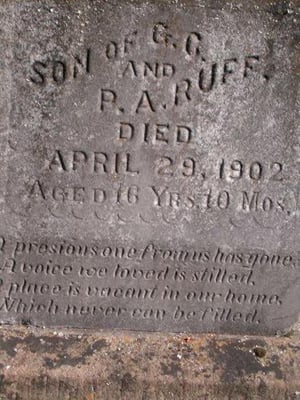 SON OF G. G.
AND
P. A. RUFF.
DIED
APRIL 29, 1902
AGED 16 YRS. 10 MOS.
A presious one from us has gone,
A voice we loved is stilled,
A place is vacant in our home,
Which never can be filled.